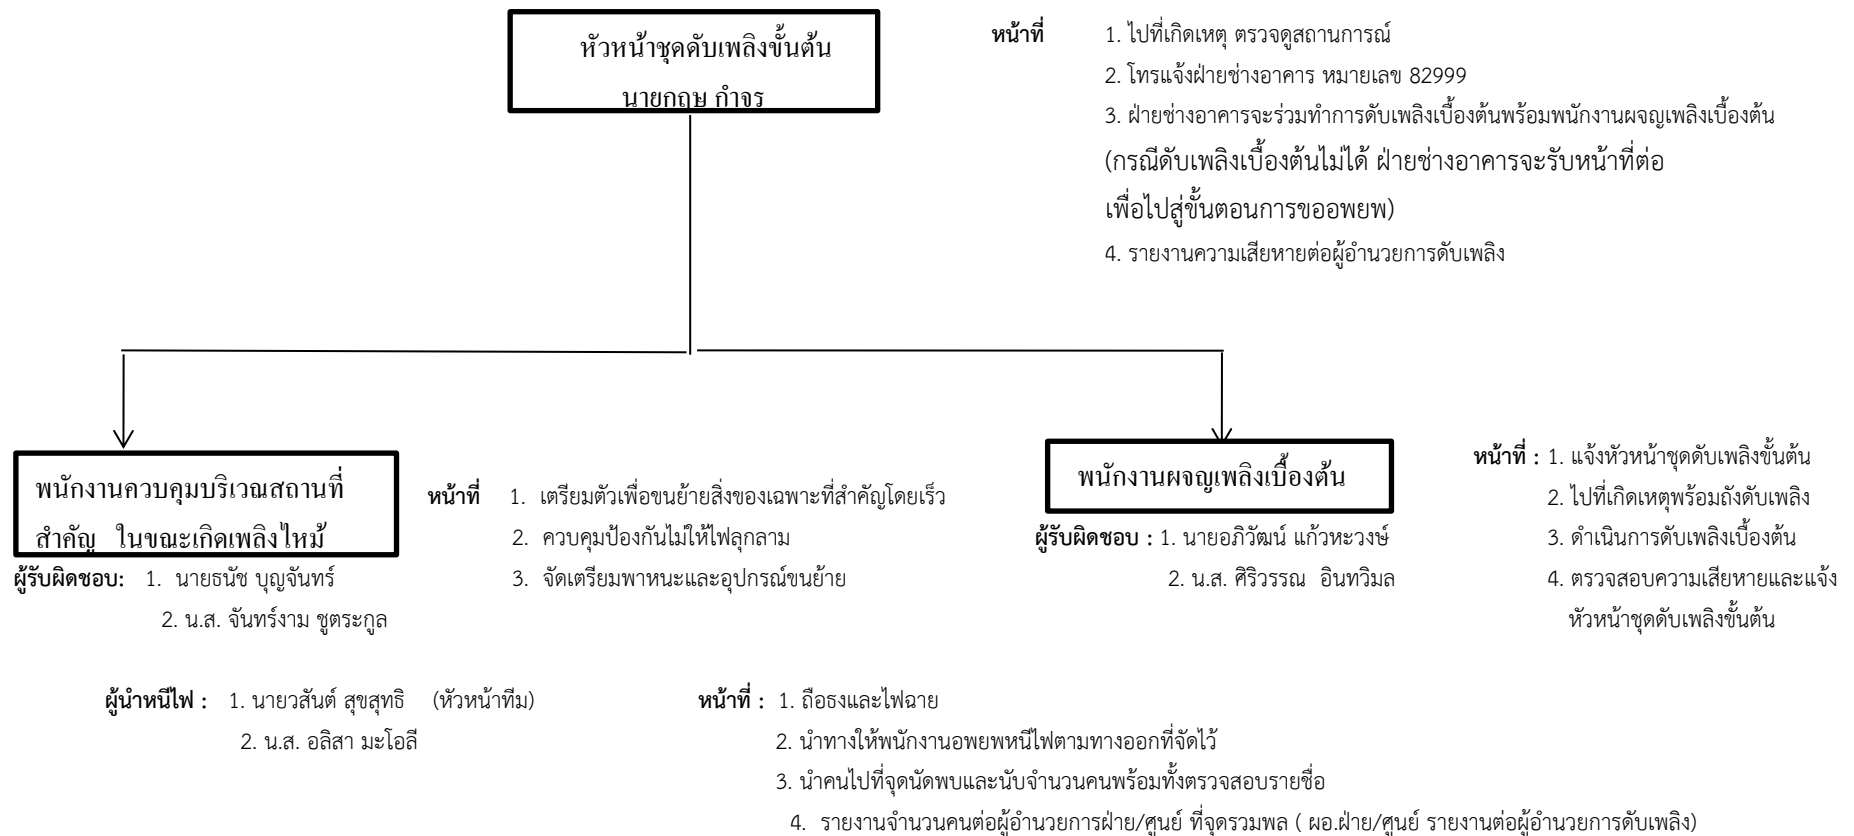 หัวหน้าชุดดับเพลิงขั้นต้น
นายกฤษ กำจร
หน้าที่ 1. ไปที่เกิดเหตุ ตรวจดูสถานการณ์
2. โทรแจ้งฝ่ายช่างอาคาร หมายเลข 82999
3. ฝ่ายช่างอาคารจะร่วมทำการดับเพลิงเบื้องต้นพร้อมพนักงานผจญเพลิงเบื้องต้น
(กรณีดับเพลิงเบื้องต้นไม่ได้ ฝ่ายช่างอาคารจะรับหน้าที่ต่อ
เพื่อไปสู่ขั้นตอนการขออพยพ)
4. รายงานความเสียหายต่อผู้อำนวยการดับเพลิง
พนักงานควบคุมบริเวณสถานที่
สำคัญ ในขณะเกิดเพลิงไหม้
ผู้รับผิดชอบ: 1. นายธนัช บุญจันทร์
2. น.ส. จันทร์งาม ชูตระกูล
หน้าที่ 1. เตรียมตัวเพื่อขนย้ายสิ่งของเฉพาะที่สำคัญโดยเร็ว
2. ควบคุมป้องกันไม่ให้ไฟลุกลาม
3. จัดเตรียมพาหนะและอุปกรณ์ขนย้าย
พนักงานผจญเพลิงเบื้องต้น
ผู้รับผิดชอบ : 1. นายอภิวัฒน์ แก้วหะวงษ์
2. น.ส. ศิริวรรณ อินทวิมล
หน้าที่ : 1. แจ้งหัวหน้าชุดดับเพลิงขั้นต้น
2. ไปที่เกิดเหตุพร้อมถังดับเพลิง
3. ดำเนินการดับเพลิงเบื้องต้น
4. ตรวจสอบความเสียหายและแจ้ง
หัวหน้าชุดดับเพลิงขั้นต้น
ผู้นำหนีไฟ : 1. นายวสันต์ สุขสุทธิ (หัวหน้าทีม)
2. น.ส. อลิสา มะโอลี
หน้าที่ : 1. ถือธงและไฟฉาย
2. นำทางให้พนักงานอพยพหนีไฟตามทางออกที่จัดไว้
3. นำคนไปที่จุดนัดพบและนับจำนวนคนพร้อมทั้งตรวจสอบรายชื่อ
4. รายงานจำนวนคนต่อผู้อำนวยการฝ่าย/ศูนย์ ที่จุดรวมพล ( ผอ.ฝ่าย/ศูนย์ รายงานต่อผู้อำนวยการดับเพลิง)